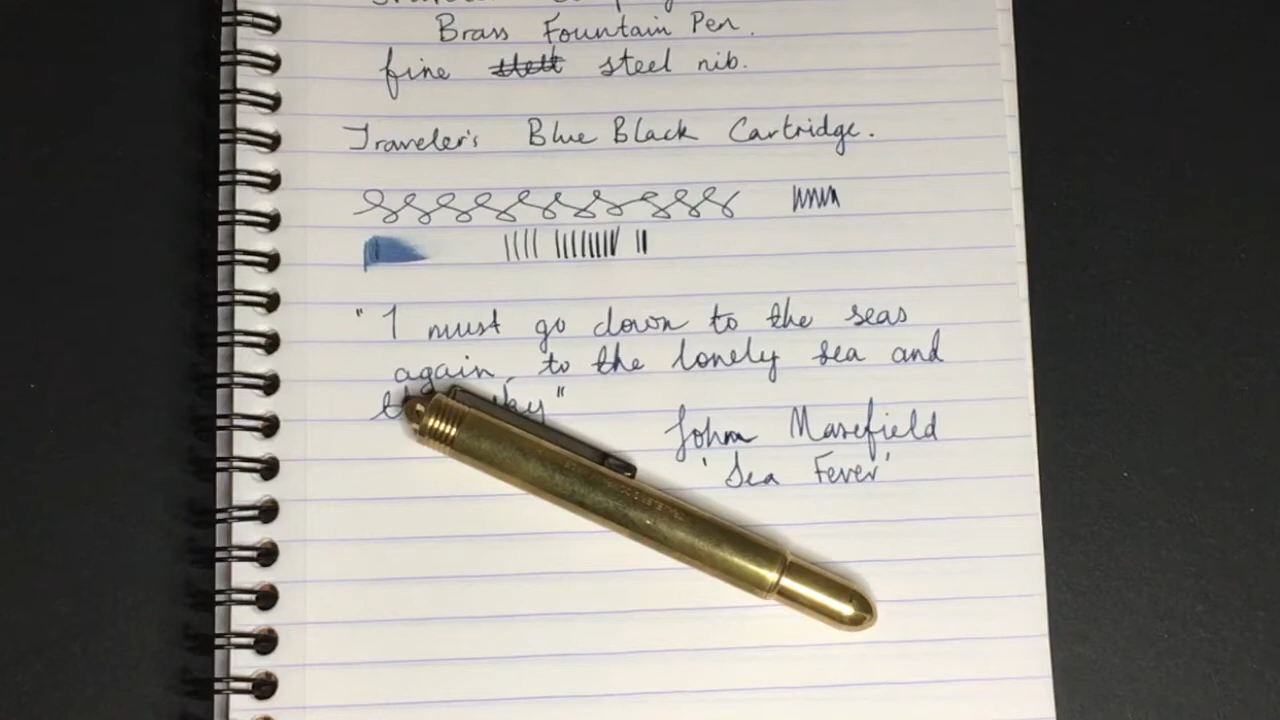 Brass Fountain Pen.
fine steel nib.
Traveler's Blue Black Cartridge.
"I must go down to the seas
again, to the lonely sea and
sky"
John Masefield
'Sea Fever'